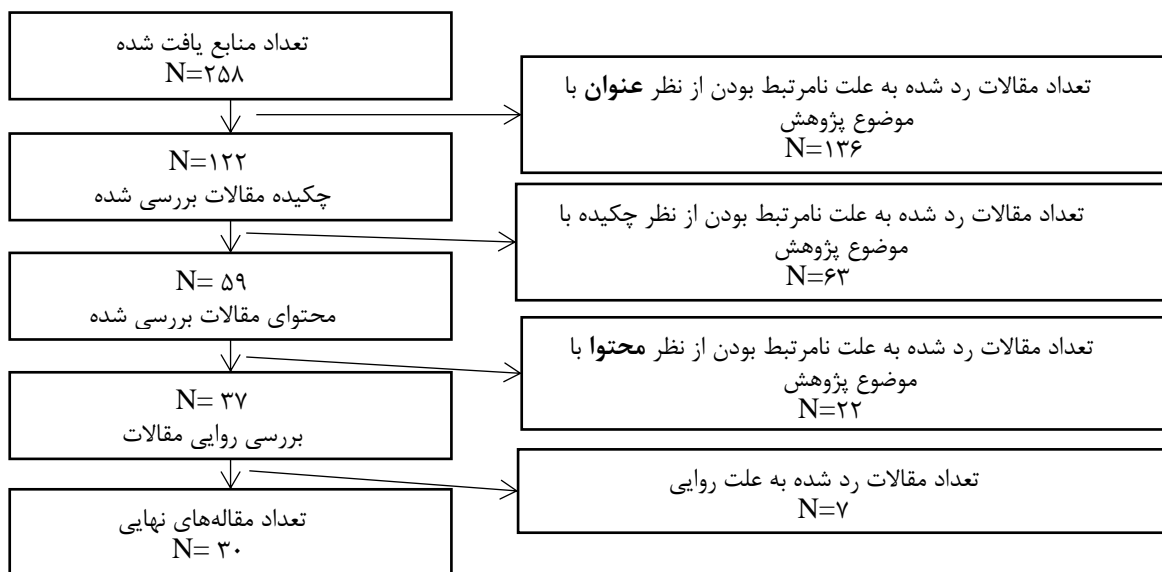 تعداد منابع یافت شده
N=۲۵۸
تعداد مقالات رد شده به علت نامرتبط بودن از نظر عنوان با
موضوع پژوهش
N=۱۳۶
N=۱۲۲
چکیده مقالات بررسی شده
تعداد مقالات رد شده به علت نامرتبط بودن از نظر چکیده با
موضوع پژوهش
N=۶۳
N= ۵۹
محتوای مقالات بررسی شده
تعداد مقالات رد شده به علت نامرتبط بودن از نظر محتوا با
موضوع پژوهش
N=۲۲
N= ۳۷
بررسی روایی مقالات
تعداد مقالات رد شده به علت روایی
N=۷
تعداد مقاله‌های نهایی
N= ۳۰